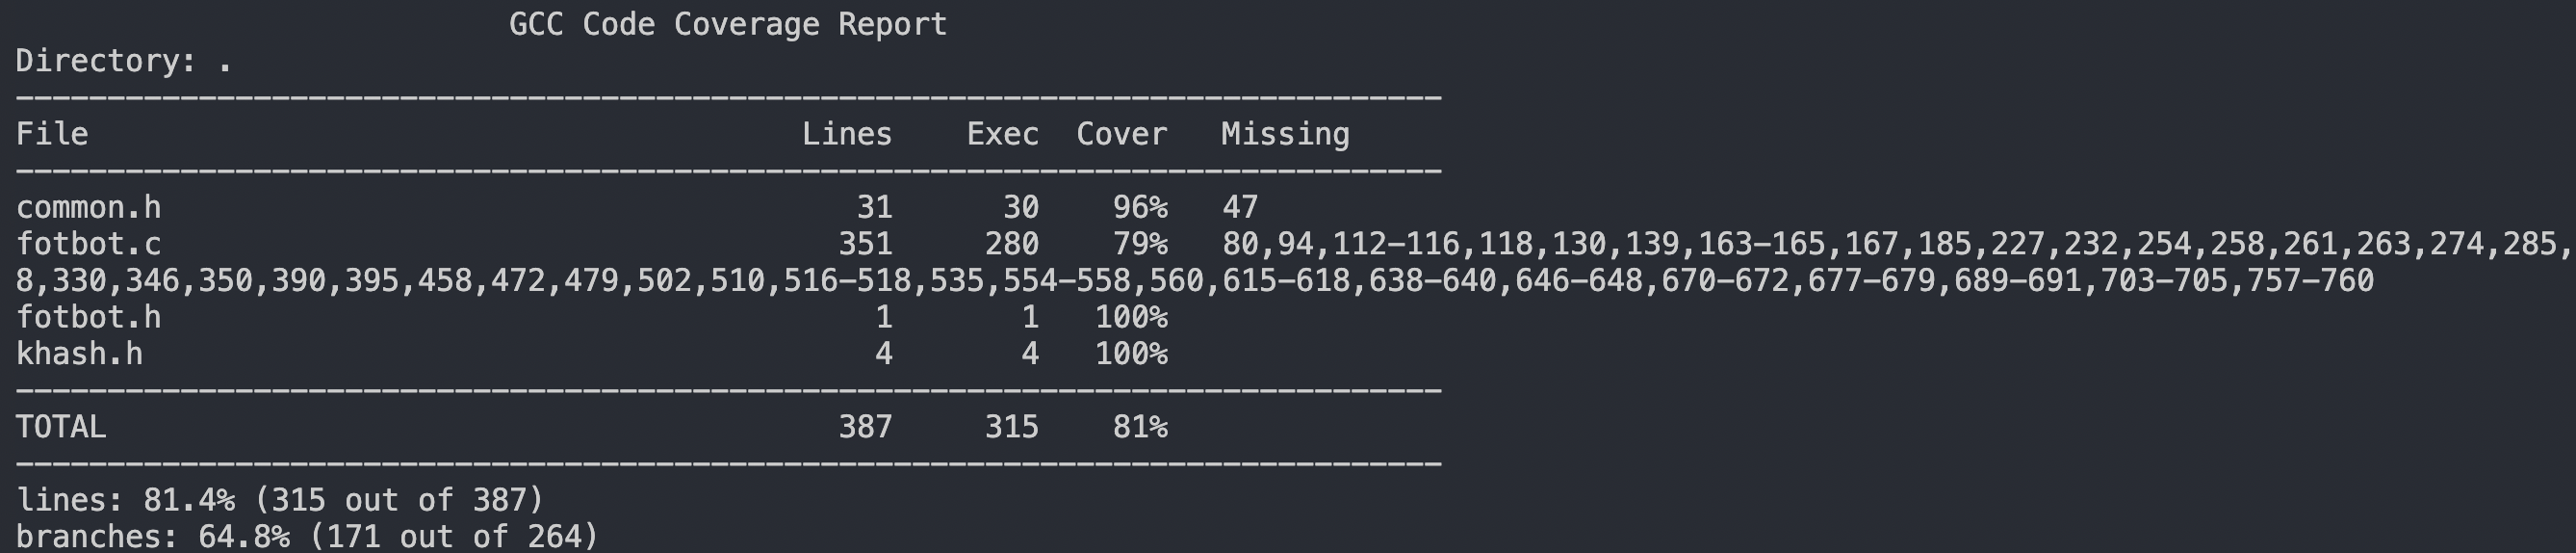 GCC Code Coverage Report
Directory: .
------------------------------------------------------------------------------
File                                       Lines    Exec  Cover   Missing
------------------------------------------------------------------------------
common.h                                      31      30    96%   47
fotbot.c                                     351     280    79%   80,94,112-116,118,130,139,163-165,167,185,227,232,254,258,261,263,274,285,
8,330,346,350,390,395,458,472,479,502,510,516-518,535,554-558,560,615-618,638-640,646-648,670-672,677-679,689-691,703-705,757-760
fotbot.h                                       1       1   100%
khash.h                                        4       4   100%
------------------------------------------------------------------------------
TOTAL                                        387     315    81%
------------------------------------------------------------------------------
lines: 81.4% (315 out of 387)
branches: 64.8% (171 out of 264)